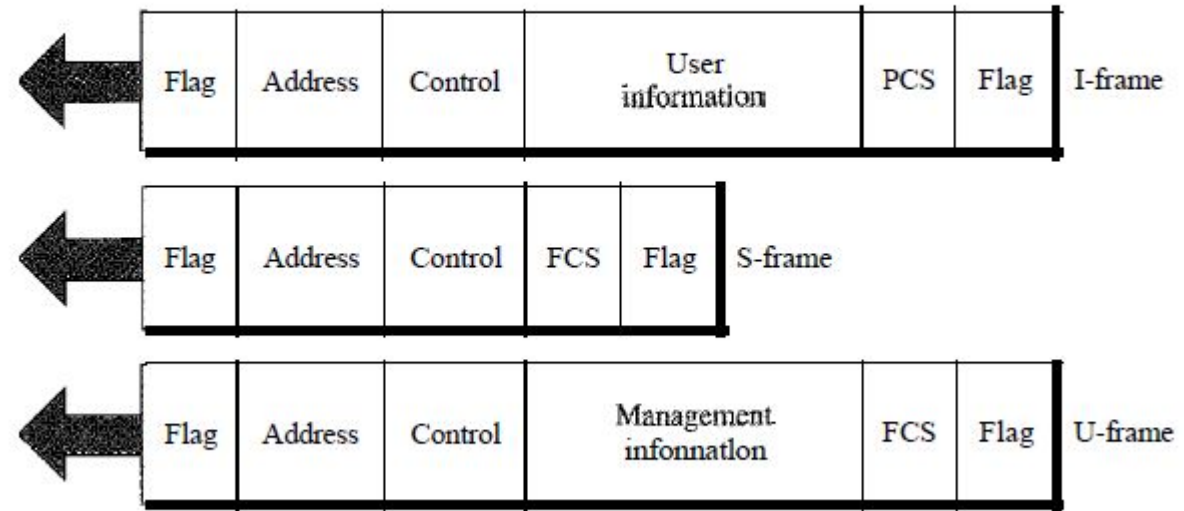 Flag Address Control User information PCS Flag I-frame
Flag Address Control FCS Flag S-frame
Flag Address Control Management infonnatlon FCS Flag U-frame